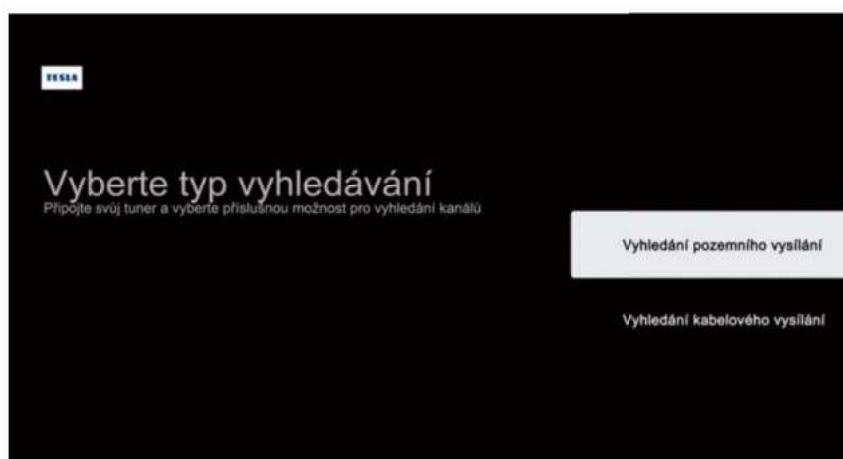 TESLA
Vyberte typ vyhledávání
Připojte svůj tuner a vyberte příslušnou možnost pro vyhledání kanálů
Vyhledání pozemního vysílání
Vyhledání kabelového vysílání